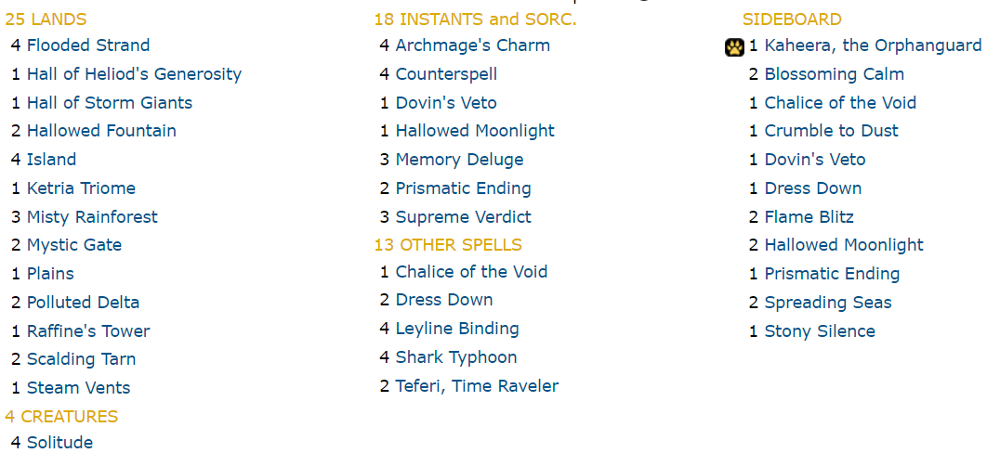 25 LANDS
4 Flooded Strand
1 Hall of Heliod's Generosity
1 Hall of Storm Giants
2 Hallowed Fountain
4 Island
1 Ketria Triome
3 Misty Rainforest
2 Mystic Gate
1 Plains
2 Polluted Delta
1 Raffine's Tower
2 Scalding Tarn
1 Steam Vents
4 CREATURES
4 Solitude
18 INSTANTS and SORC.
4 Archmage's Charm
4 Counterspell
1 Dovin's Veto
1 Hallowed Moonlight
3 Memory Deluge
2 Prismatic Ending
3 Supreme Verdict
13 OTHER SPELLS
1 Chalice of the Void
2 Dress Down
4 Leyline Binding
4 Shark Typhoon
2 Teferi, Time Raveler
SIDEBOARD
1 Kaheera, the Orphanguard
2 Blossoming Calm
1 Chalice of the Void
1 Crumble to Dust
1 Dovin's Veto
1 Dress Down
2 Flame Blitz
2 Hallowed Moonlight
1 Prismatic Ending
2 Spreading Seas
1 Stony Silence